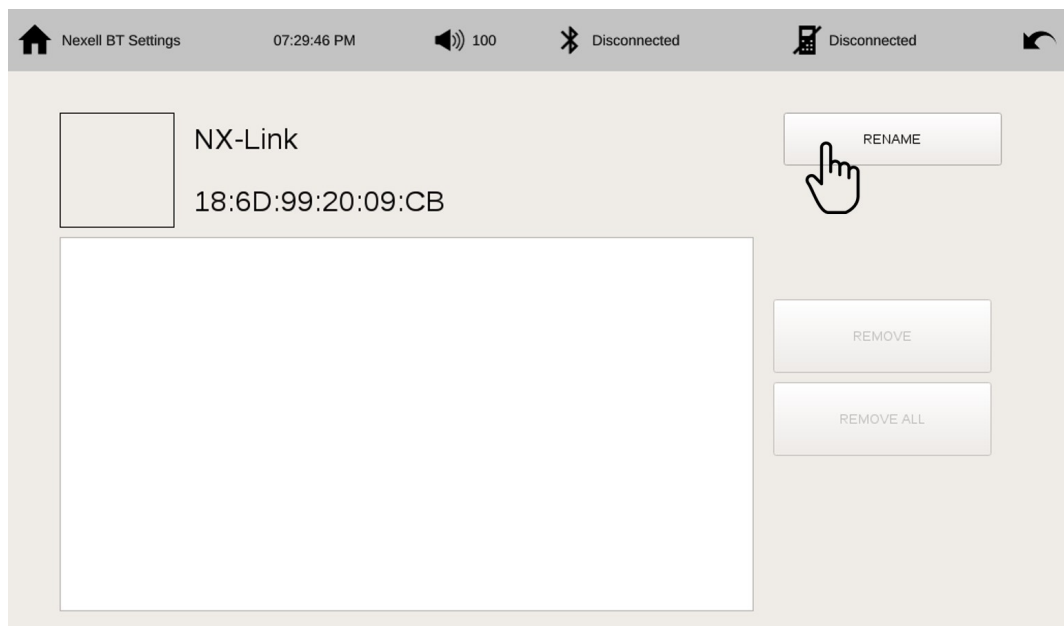 Nexell BT Settings 07:29:46 PM 100 Disconnected Disconnected
NX-Link
RENAME
18:6D:99:20:09:CB
REMOVE
REMOVE ALL